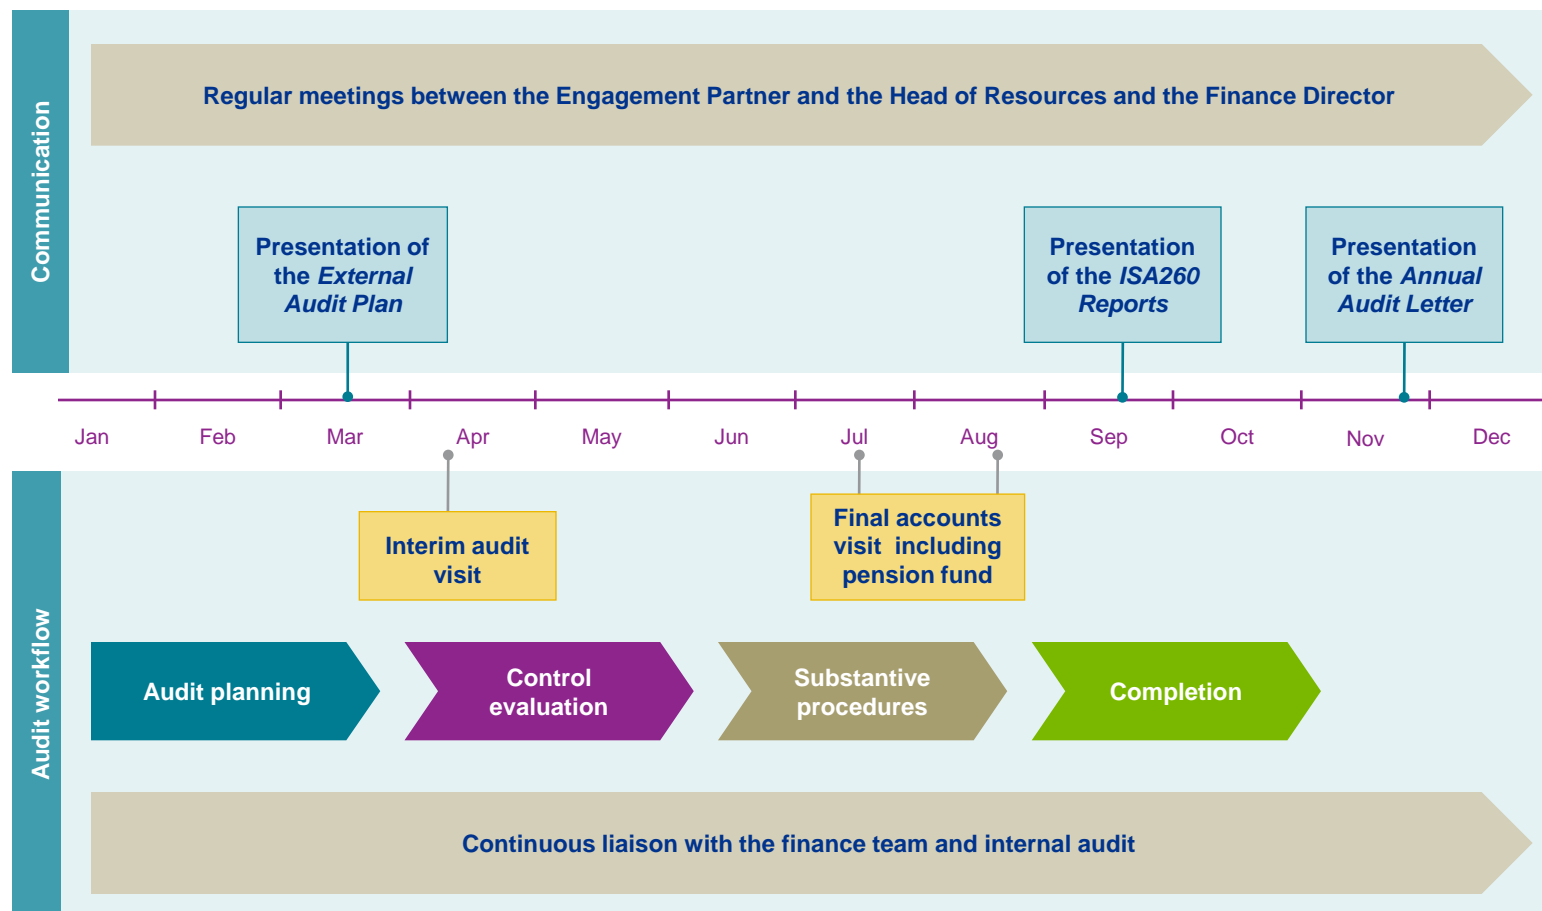 Communication
Regular meetings between the Engagement Partner and the Head of Resources and the Finance Director
Presentation of
the External
Audit Plan
Presentation
of the ISA260
Reports
Presentation
of the Annual
Audit Letter
Jan Feb Mar Apr May Jun Jul Aug Sep Oct Nov Dec
Audit workflow
Interim audit
visit
Final accounts
visit including
pension fund
Audit planning
Control
evaluation
Substantive
procedures
Completion
Continuous liaison with the finance team and internal audit